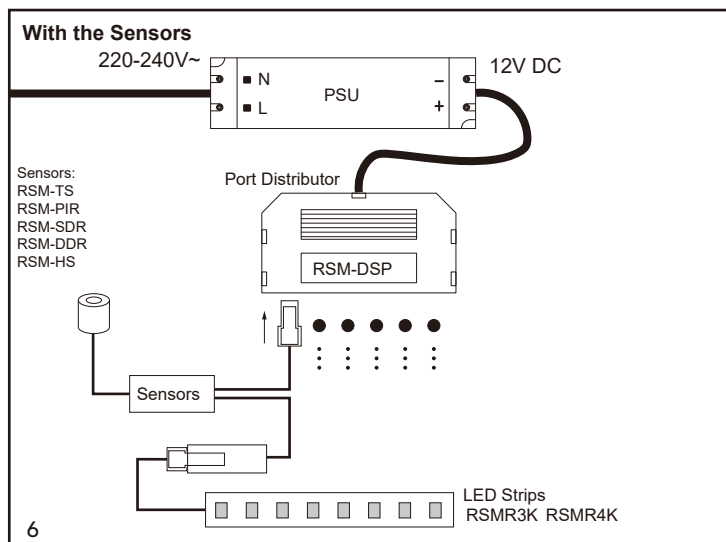 With the Sensors
220-240V~
N
L
PSU
–
+
12V DC
Sensors:
RSM-TS
RSM-PIR
RSM-SDR
RSM-DDR
RSM-HS
Port Distributor
RSM-DSP
Sensors
LED Strips
RSMR3K RSMR4K
6